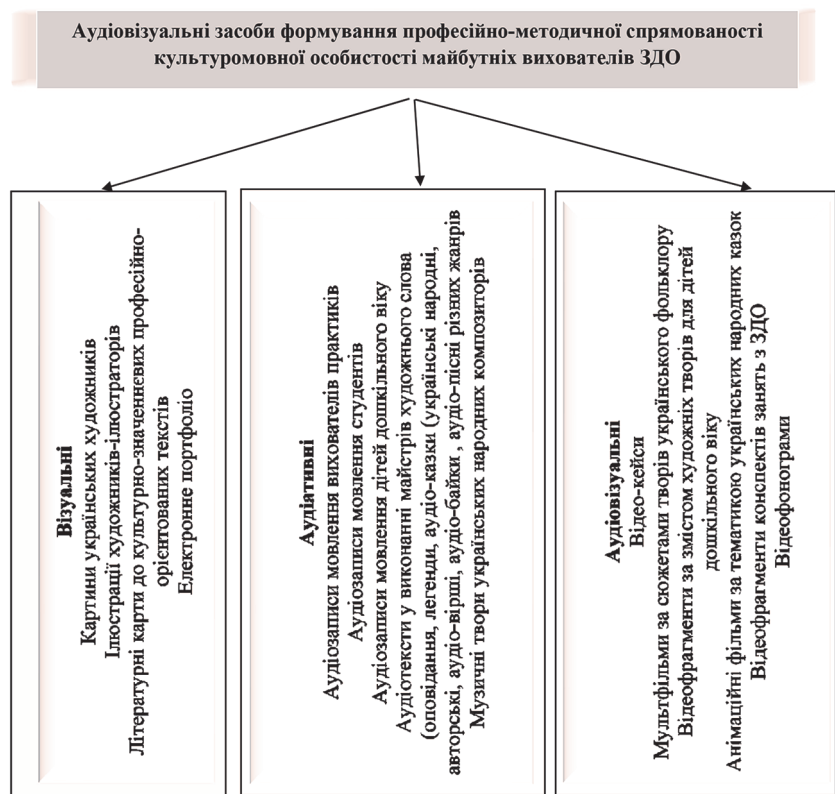 Аудіовізуальні засоби формування професійно-методичної спрямованості
культуромовної особистості майбутніх вихователів ЗДО
Візуальні
Картини українських художників
Ілюстрації художників-ілюстраторів
Літературні карти до культурно-значенневих професійно-
орієнтованих текстів
Електронне портфоліо
Аудіативні
Аудіозаписи мовлення вихователів практиків
Аудіозаписи мовлення студентів
Аудіозаписи мовлення дітей дошкільного віку
Аудіотексти у виконанні майстрів художнього слова
(оповідання, легенди, аудіо-казки (українські народні,
авторські, аудіо-вірші, аудіо-байки , аудіо-пісні різних жанрів
Музичні твори українських народних композиторів
Аудіовізуальні
Відео-кейси
Мультфільми за сюжетами творів українського фольклору
Відеофрагменти за змістом художніх творів для дітей
дошкільного віку
Анімаційні фільми за тематикою українських народних казок
Відеофрагменти конспектів занять з ЗДО
Відеофонограми